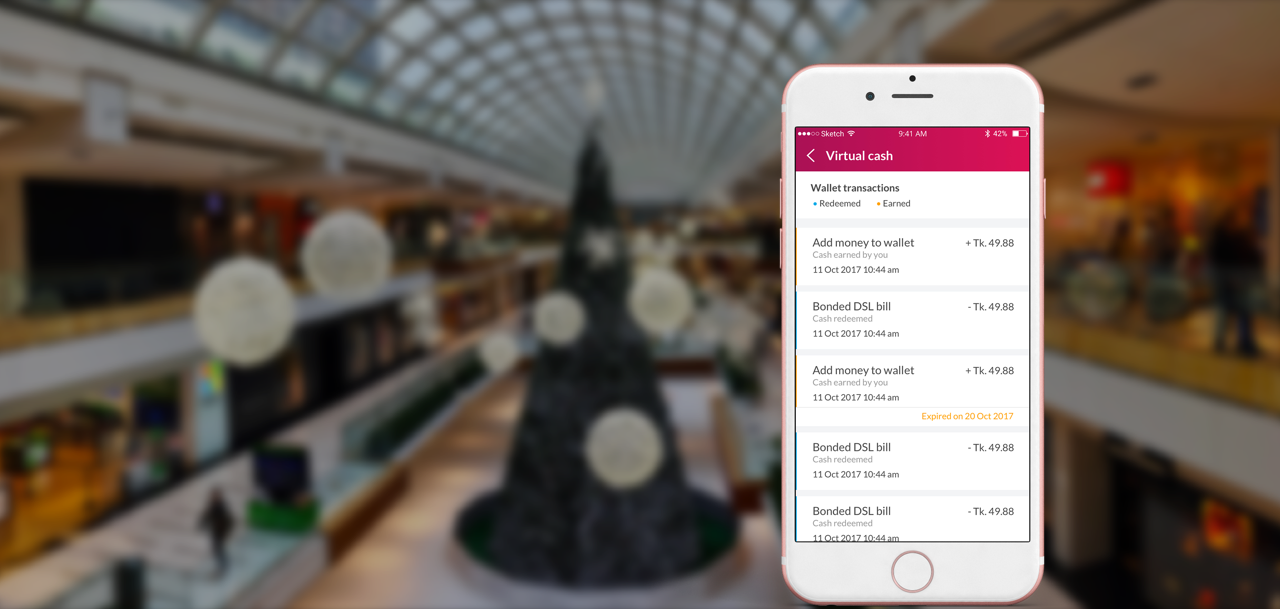 Sketch 9:41 AM 42%
Virtual cash
Wallet transactions
Redeemed Earned
Add money to wallet + Tk. 49.88
Cash earned by you
11 Oct 2017 10:44 am
Bonded DSL bill - Tk. 49.88
Cash redeemed
11 Oct 2017 10:44 am
Add money to wallet + Tk. 49.88
Cash earned by you
11 Oct 2017 10:44 am
Expired on 20 Oct 2017
Bonded DSL bill - Tk. 49.88
Cash redeemed
11 Oct 2017 10:44 am
Bonded DSL bill - Tk. 49.88
Cash redeemed
11 Oct 2017 10:44 am